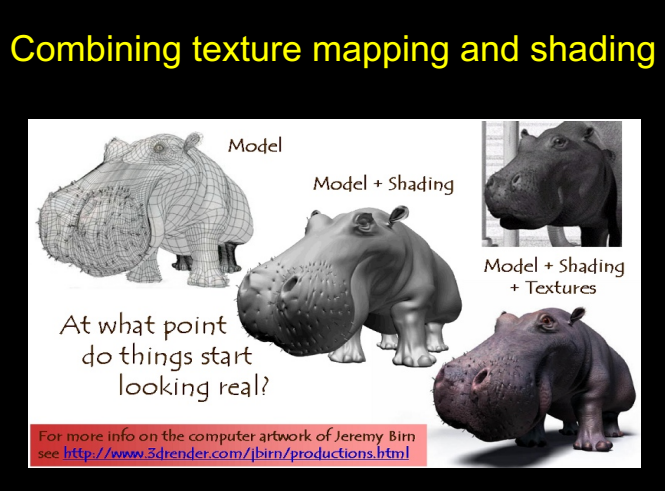 Combining texture mapping and shading
Model
Model + Shading
Model + Shading
+ Textures
At what point
do things start
looking real?
For more info on the computer artwork of Jeremy Birn
see http://www.3drender.com/jbirn/productions.html